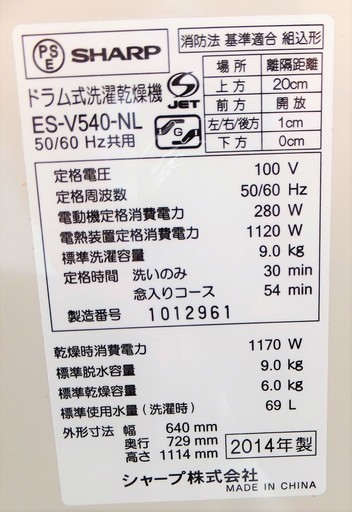 PSE SHARP
ドラム式洗濯乾燥機
ES-V540-NL
50/60 Hz共用
S JET
G
消防法 基準適合 組込形
場所 離隔距離
上方 20cm
前方 開放
左/右/後方 1cm
下方 0cm
定格電圧 100 V
定格周波数 50/60 Hz
電動機定格消費電力 280 W
電熱装置定格消費電力 1120 W
標準洗濯容量 9.0 kg
定格時間 洗いのみ 30 min
念入りコース 54 min
製造番号 1012961
乾燥時消費電力 1170 W
標準脱水容量 9.0 kg
標準乾燥容量 6.0 kg
標準使用水量(洗濯時) 69 L
外形寸法 幅 640 mm
奥行 729 mm
高さ 1114 mm
2014年製
シャープ株式会社
MADE IN CHINA